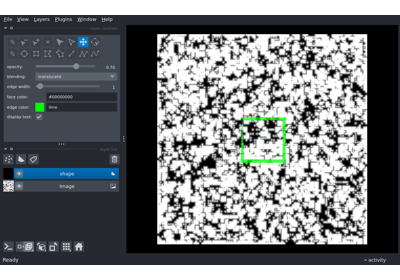 File View Layers Plugins Window Help
opacity: 0.70
blending: translucent
edge width: 1
face color: #00000000
edge color: lime
display text: ✓
shape
Image
Ready
activity